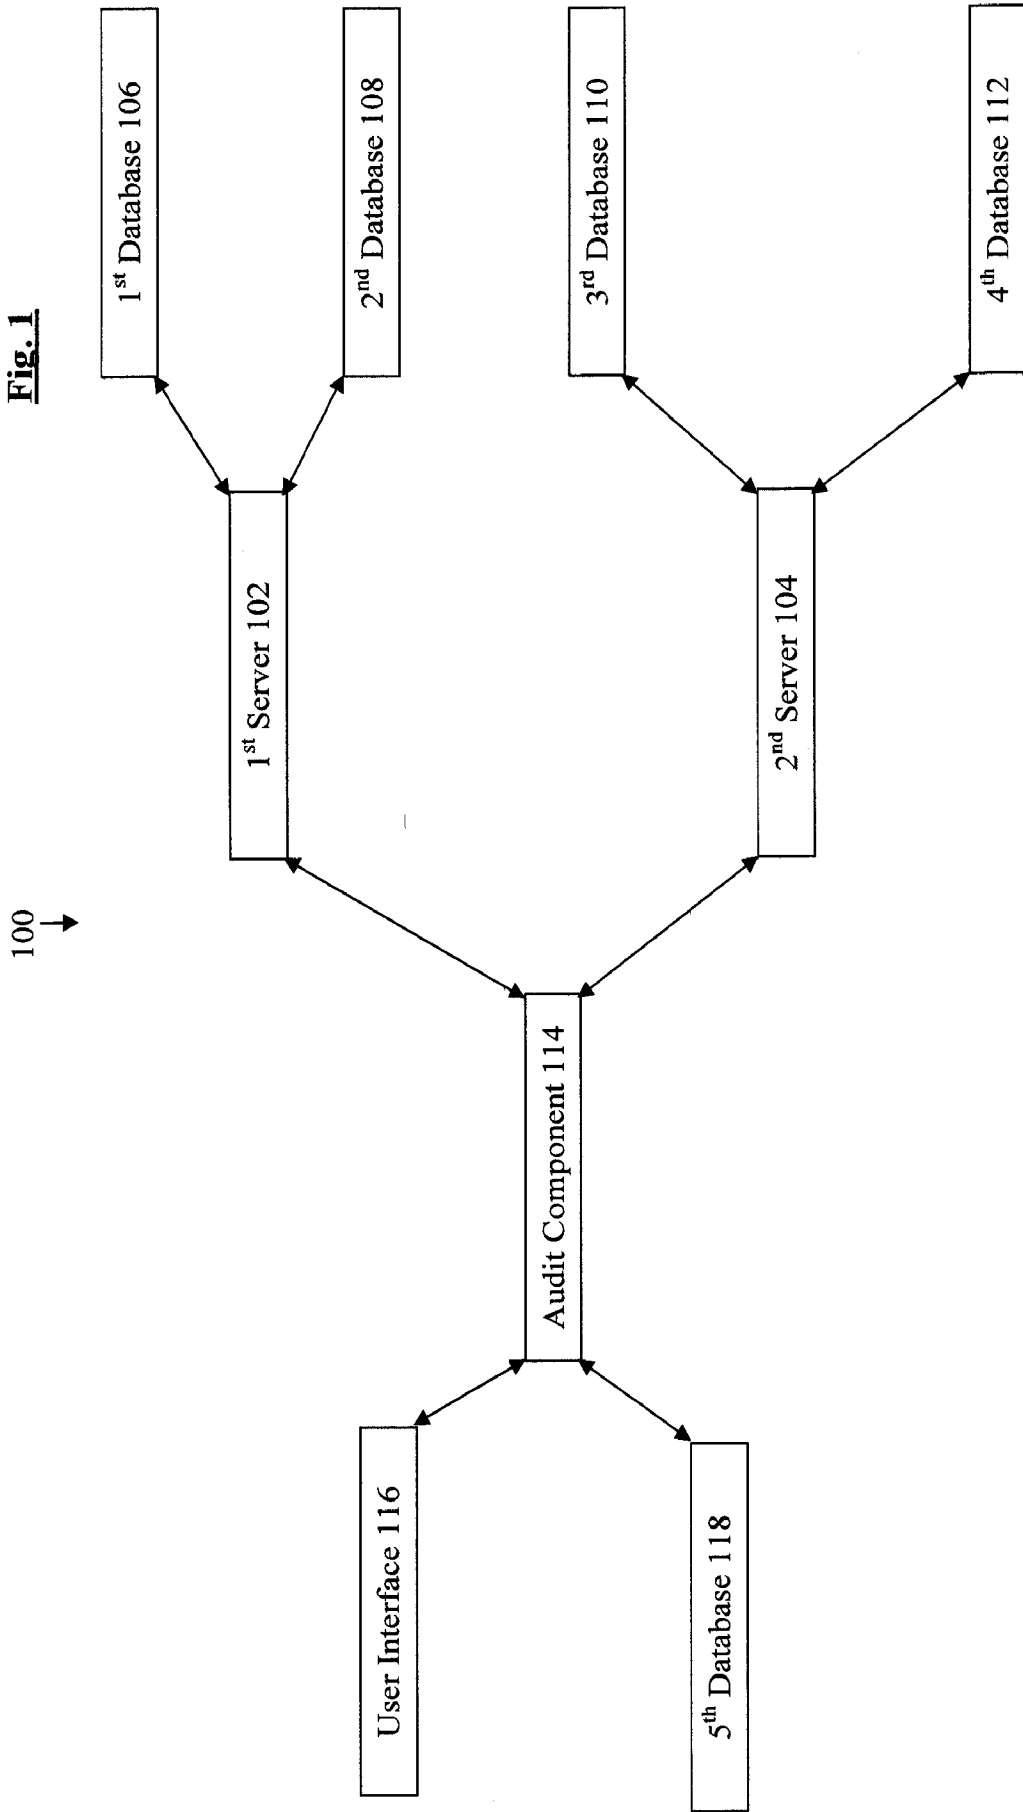 Fig. 1
100
1st Database 106
2nd Database 108
3rd Database 110
4th Database 112
1st Server 102
2nd Server 104
Audit Component 114
User Interface 116
5th Database 118